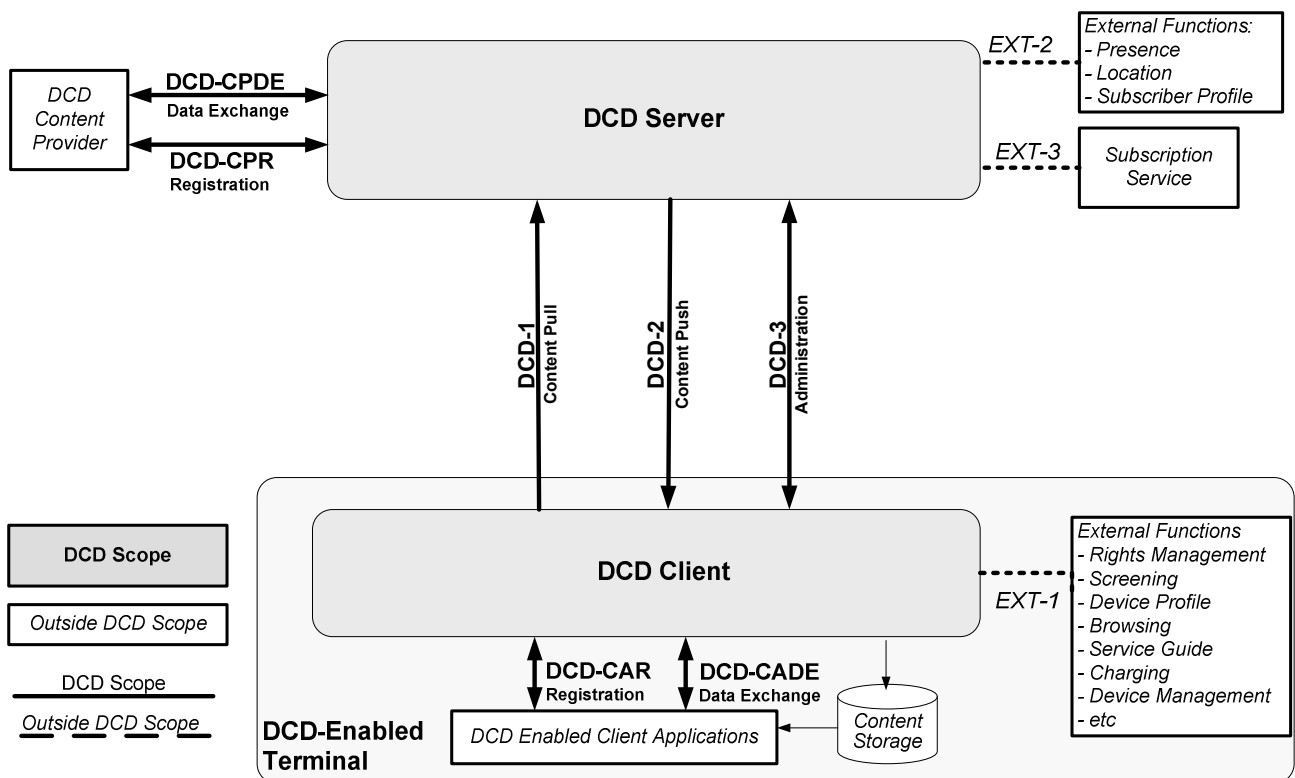 External Functions:
- Presence
- Location
- Subscriber Profile
EXT-2
DCD
Content
Provider
DCD-CPDE
Data Exchange
DCD-CPR
Registration
DCD Server
EXT-3
Subscription
Service
DCD-1
Content Pull
DCD-2
Content Push
DCD-3
Administration
DCD Scope
Outside DCD Scope
DCD Scope
Outside DCD Scope
DCD Client
EXT-1
External Functions
- Rights Management
- Screening
- Device Profile
- Browsing
- Service Guide
- Charging
- Device Management
- etc
DCD-CAR
Registration
DCD-CADE
Data Exchange
DCD-Enabled
Terminal
DCD Enabled Client Applications
Content
Storage